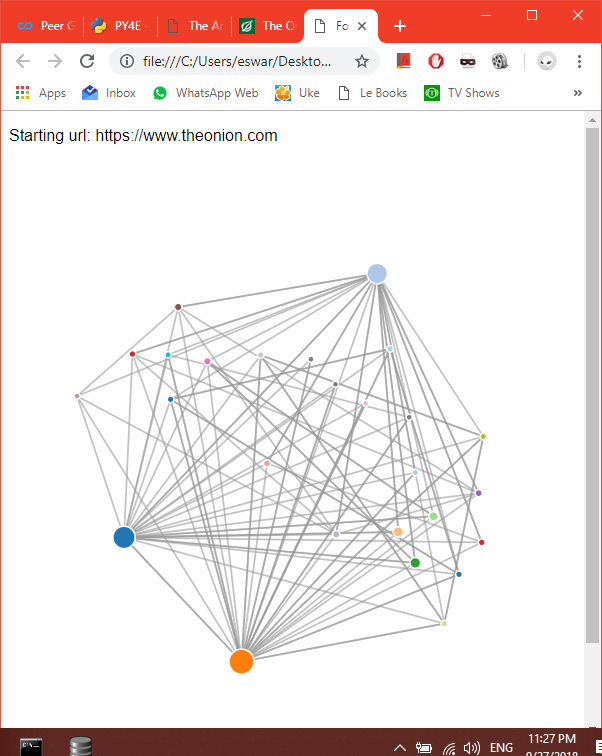 Peer G
PY4E -
The Ar
The O
Fo
file:///C:/Users/eswar/Deskto...
Apps
Inbox
WhatsApp Web
Uke
Le Books
TV Shows
»
Starting url: https://www.theonion.com
ENG
11:27 PM
9/27/2018